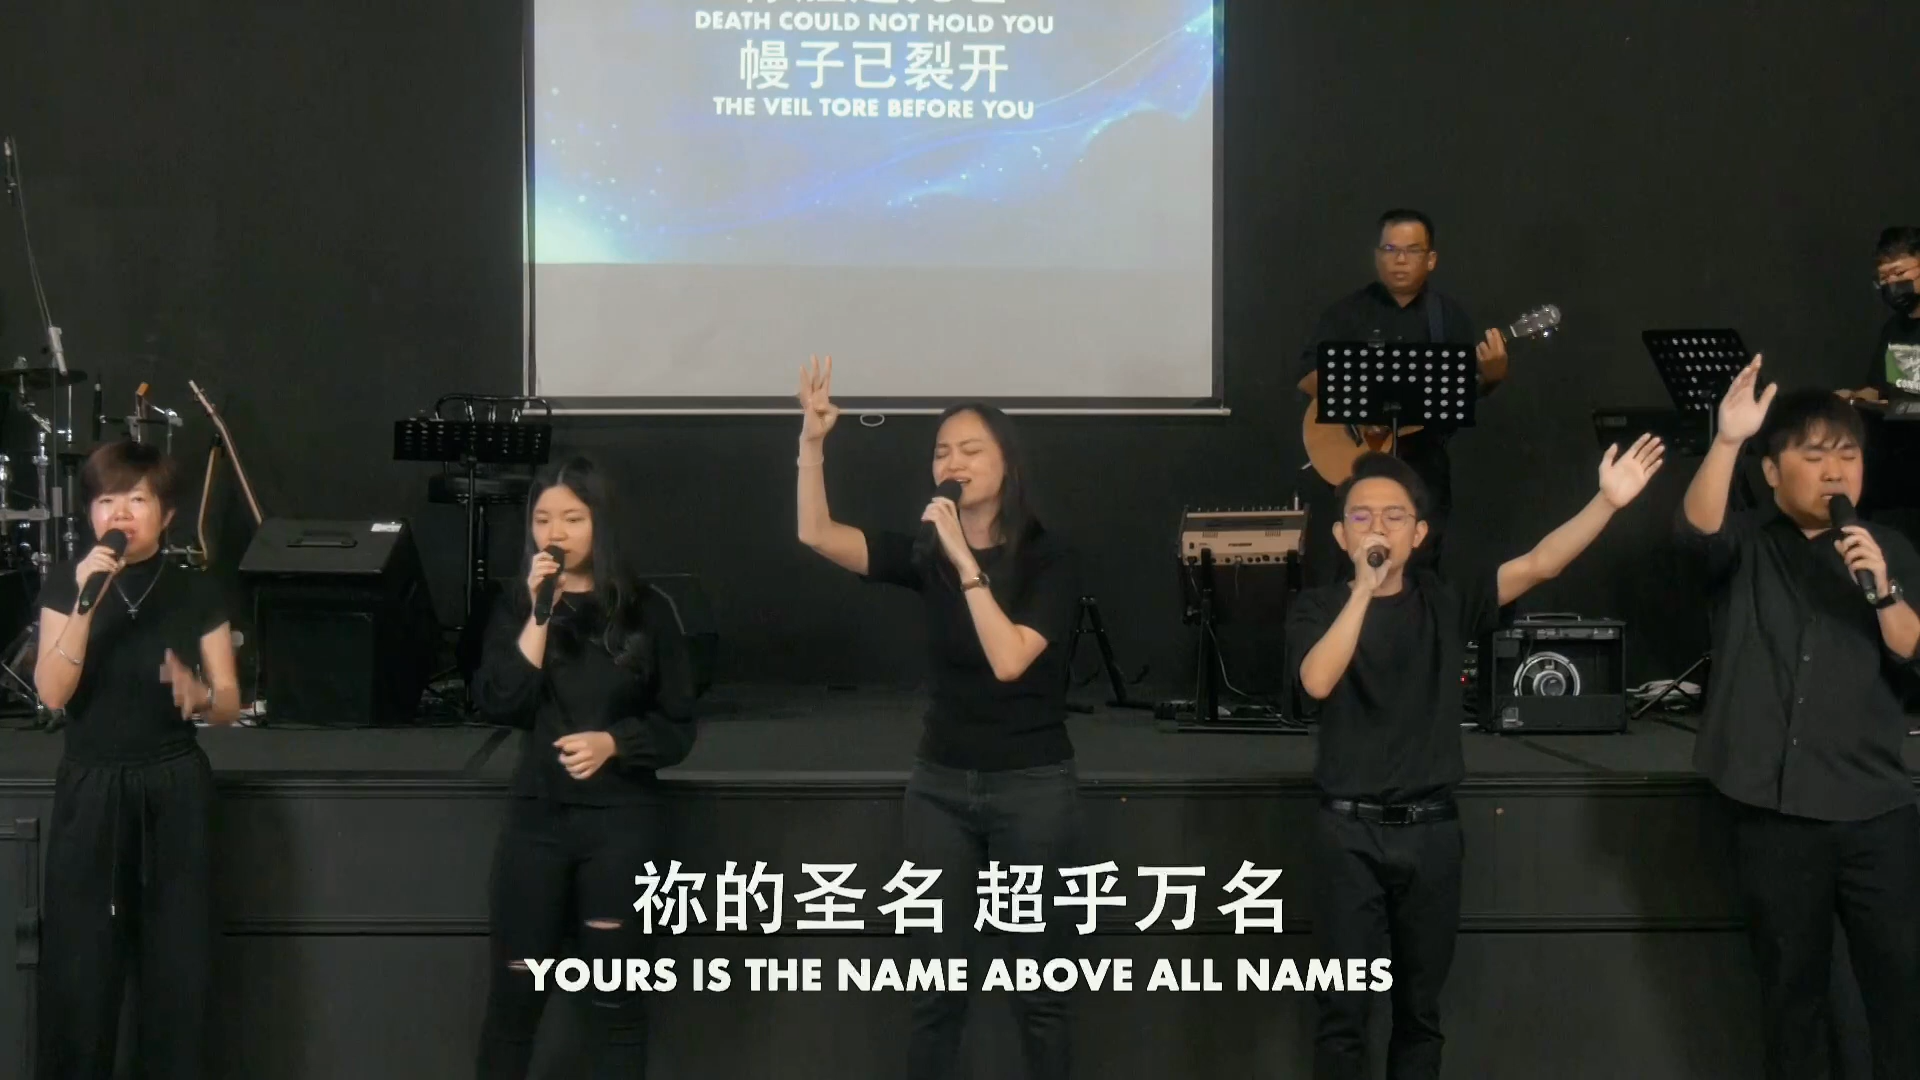 DEATH COULD NOT HOLD YOU
幔子已裂开
THE VEIL TORE BEFORE YOU
祢的圣名 超乎万名
YOURS IS THE NAME ABOVE ALL NAMES